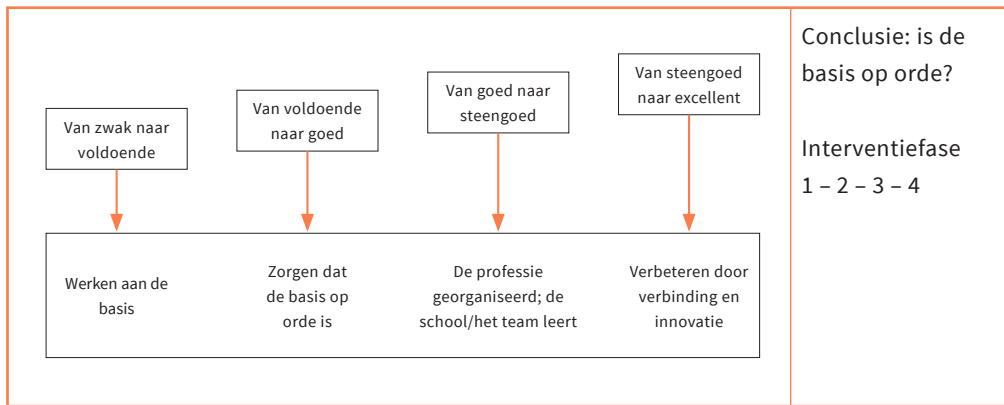 Van zwak naar
voldoende
Van voldoende
naar goed
Van goed naar
steengoed
Van steengoed
naar excellent
Werken aan de
basis
Zorgen dat
de basis op
orde is
De professie
georganiseerd; de
school/het team leert
Verbeteren door
verbinding en
innovatie
Conclusie: is de
basis op orde?
Interventiefase
1 – 2 – 3 – 4